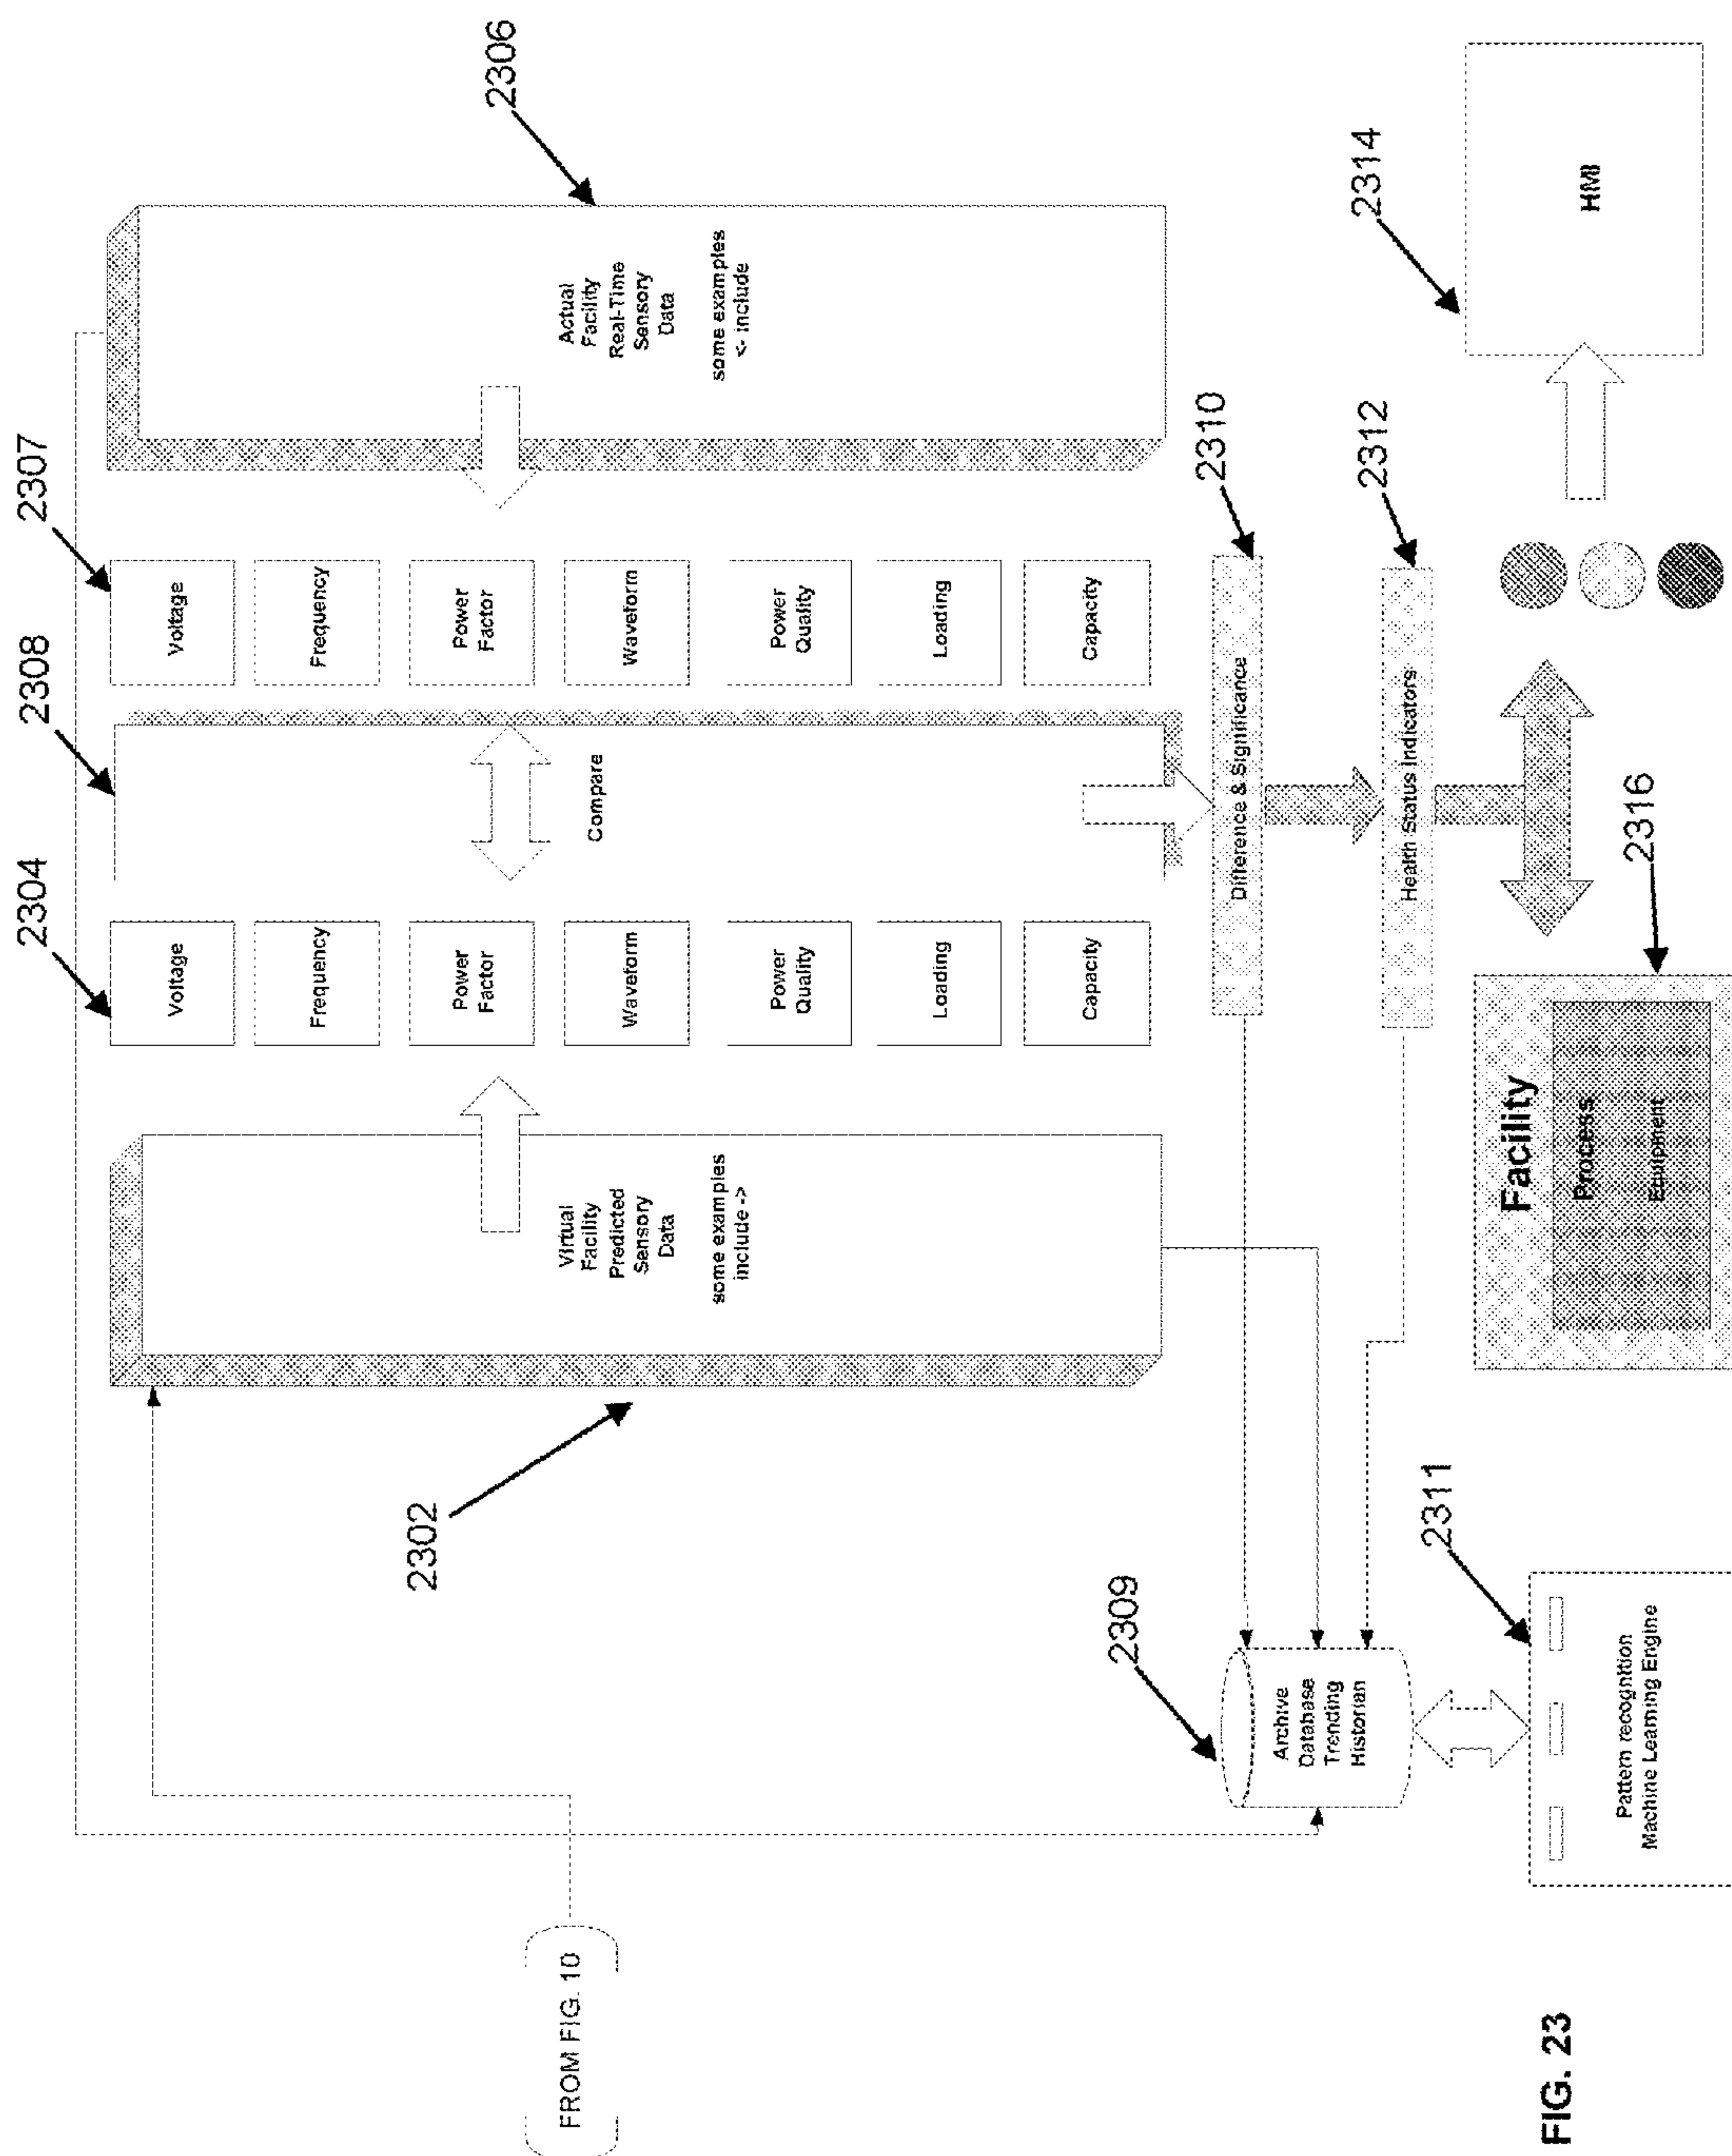 FROM FIG. 10
2302
Virtual
Facility
Predicted
Sensory
Data
some examples
include ->
2304
Voltage
Frequency
Power
Factor
Waveform
Power
Quality
Loading
Capacity
2308
Compare
2307
Voltage
Frequency
Power
Factor
Waveform
Power
Quality
Loading
Capacity
2306
Actual
Facility
Real-Time
Sensory
Data
some examples
<- include
2309
Archive
Database
Trending
Historian
2310
Difference & Significance
2312
Health Status Indicators
2311
Pattern recognition
Machine Learning Engine
2316
Facility
Process
Equipment
2314
HMI
FIG. 23